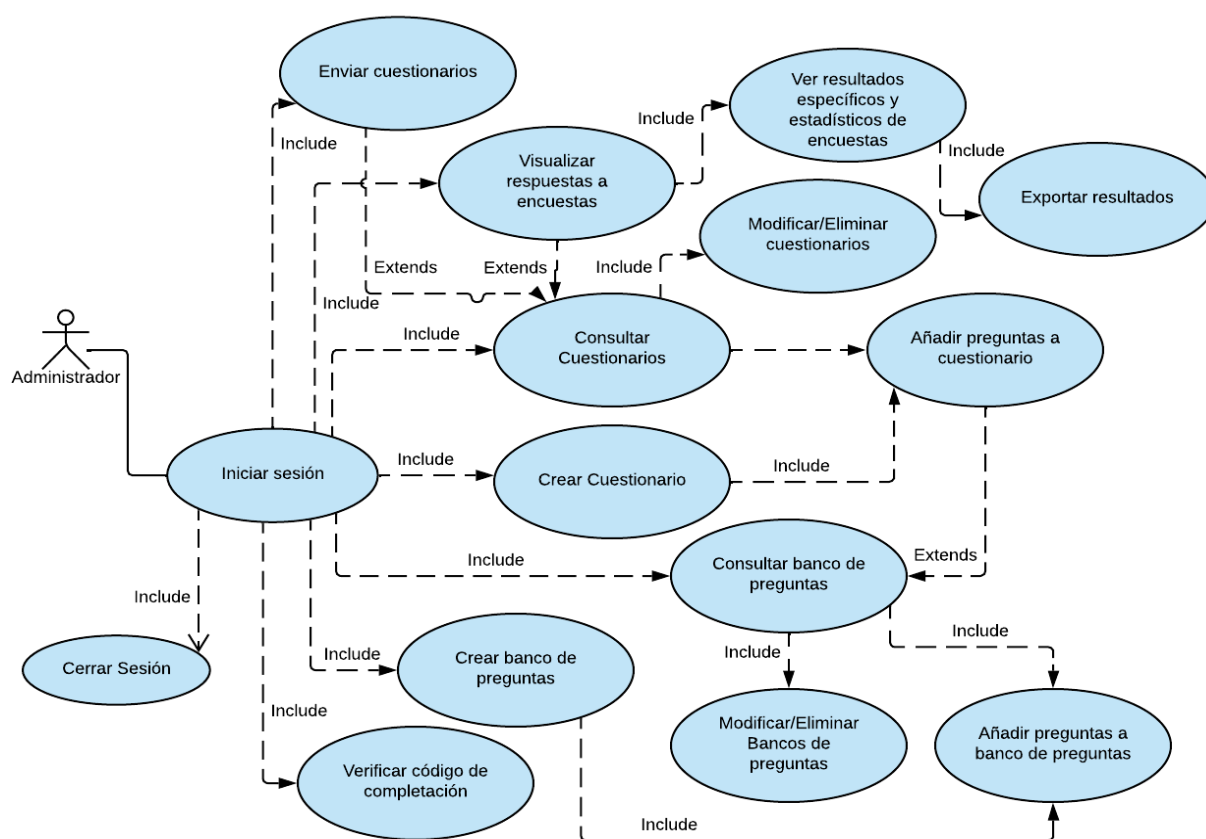 Enviar cuestionarios
Ver resultados
específicos y
estadísticos de
encuestas
Include
Include
Include
Visualizar
respuestas a
encuestas
Exportar resultados
Modificar/Eliminar
cuestionarios
Extends
Extends
Include
Include
Include
Consultar
Cuestionarios
Añadir preguntas a
cuestionario
Administrador
Iniciar sesión
Include
Crear Cuestionario
Include
Include
Consultar banco de
preguntas
Extends
Include
Include
Cerrar Sesión
Include
Crear banco de
preguntas
Include
Include
Modificar/Eliminar
Bancos de
preguntas
Añadir preguntas a
banco de preguntas
Verificar código de
completación
Include